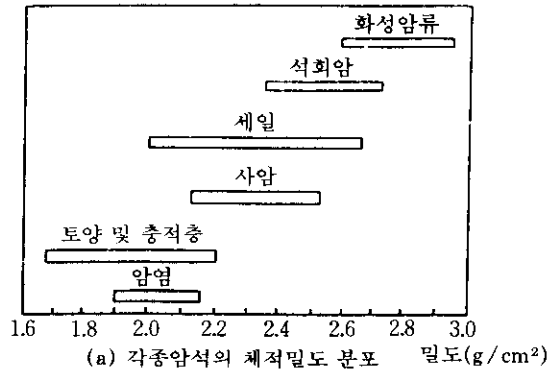 화성암류
석회암
세일
사암
토양 및 충적층
암염
1.6 1.8 2.0 2.2 2.4 2.6 2.8 3.0
(a) 각종암석의 체적밀도 분포 밀도(g/cm²)